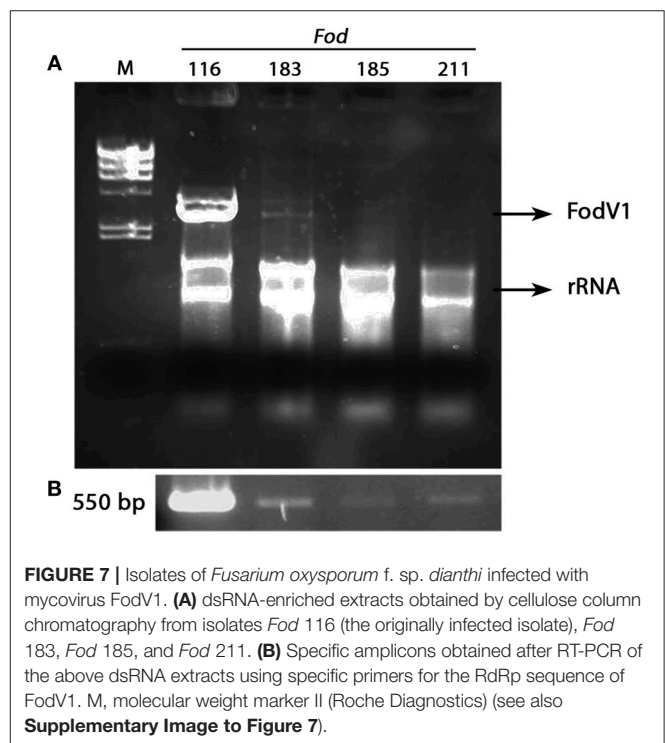 Fod
A M 116 183 185 211
FodV1
rRNA
B 550 bp
FIGURE 7 | Isolates of Fusarium oxysporum f. sp. dianthi infected with
mycovirus FodV1. (A) dsRNA-enriched extracts obtained by cellulose column
chromatography from isolates Fod 116 (the originally infected isolate), Fod
183, Fod 185, and Fod 211. (B) Specific amplicons obtained after RT-PCR of
the above dsRNA extracts using specific primers for the RdRp sequence of
FodV1. M, molecular weight marker II (Roche Diagnostics) (see also
Supplementary Image to Figure 7).